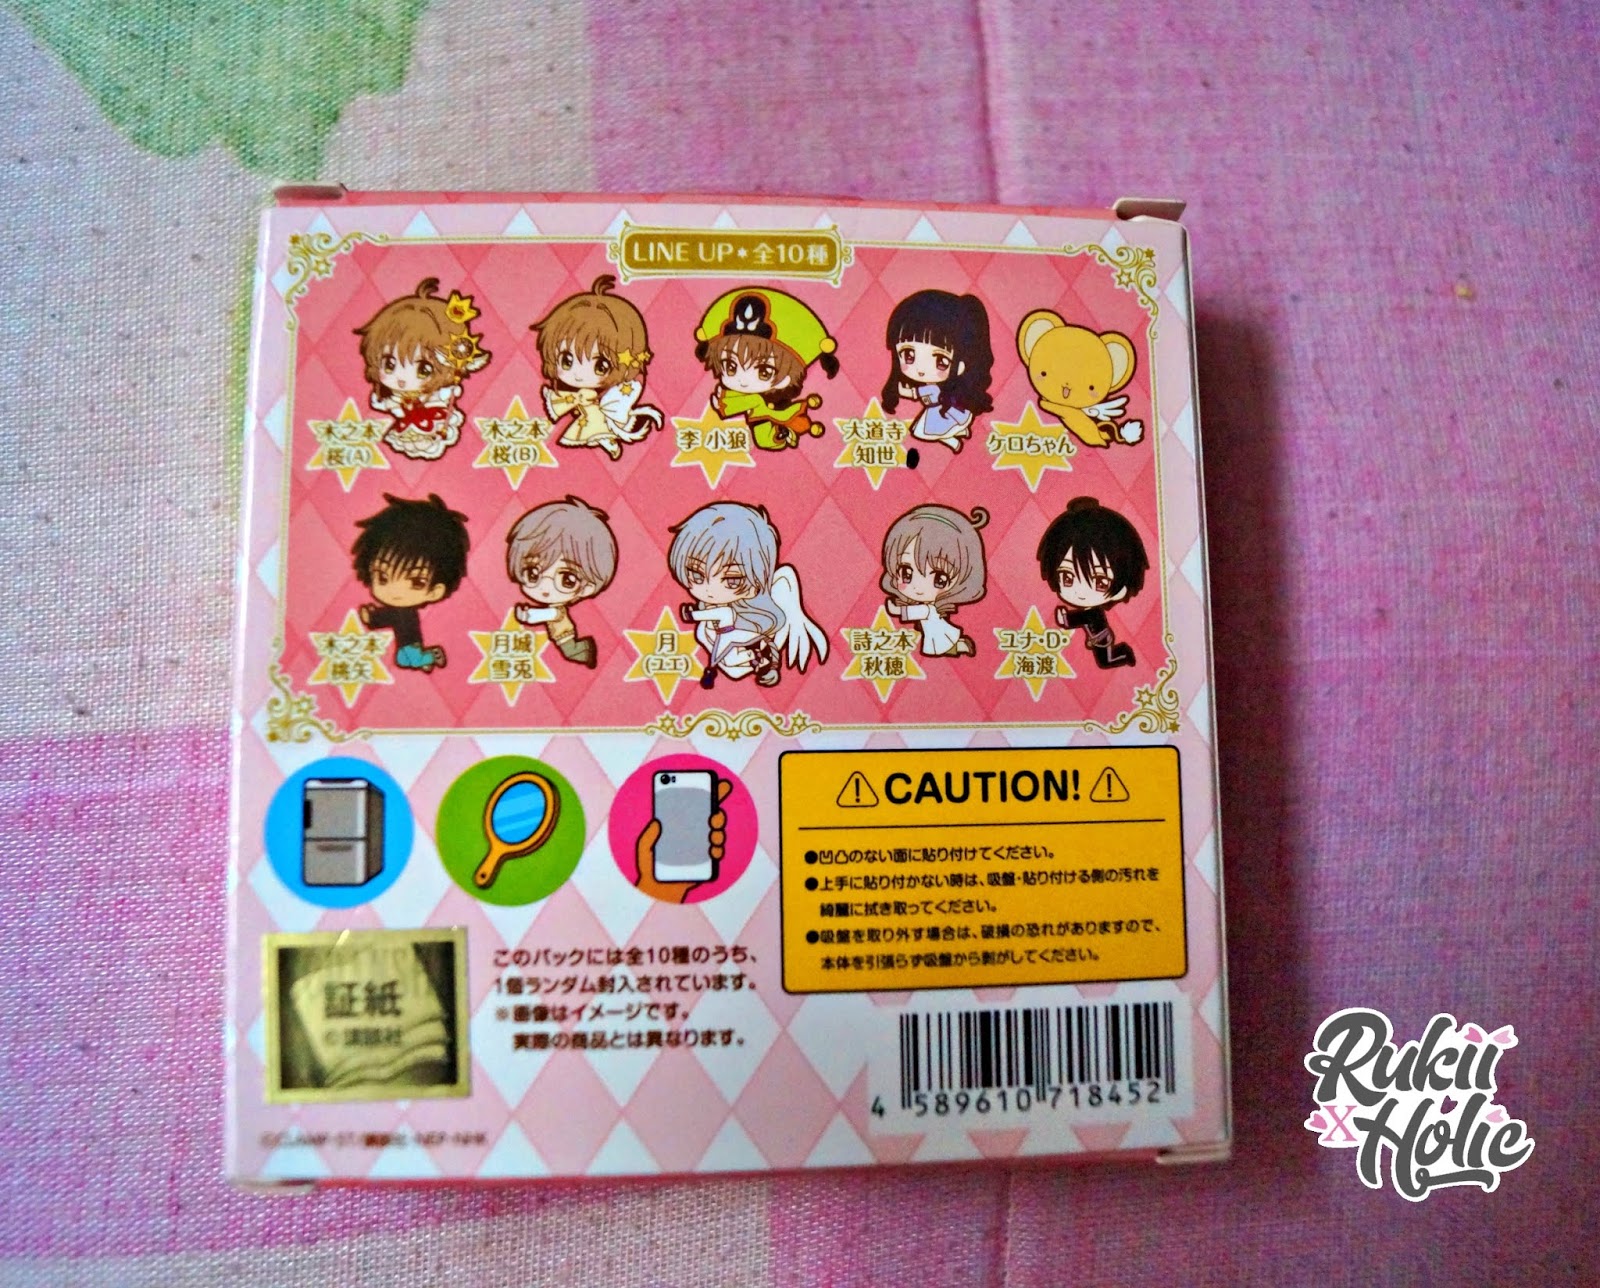 LINE UP*全10種
木之本
桜(A)
木之本
桜(B)
李 小狼
大道寺
知世
ケロちゃん
木之本
桃矢
月城
雪兎
月
(ユエ)
詩之本
秋穂
ユナ・D・
海渡
CAUTION!
●凹凸のない面に貼り付けてください。
●上手に貼り付かない時は、吸盤・貼り付ける側の汚れを
綺麗に拭き取ってください。
●吸盤を取り外す場合は、破損の恐れがありますので、
本体を引張らず吸盤から剥がしてください。
証紙
©講談社
このパックには全10種のうち、
1個ランダム封入されています。
※画像はイメージです。
実際の商品とは異なります。
4 589610 718452
©CLAMP・ST/講談社・NEP・NHK
Rukii
x Holic